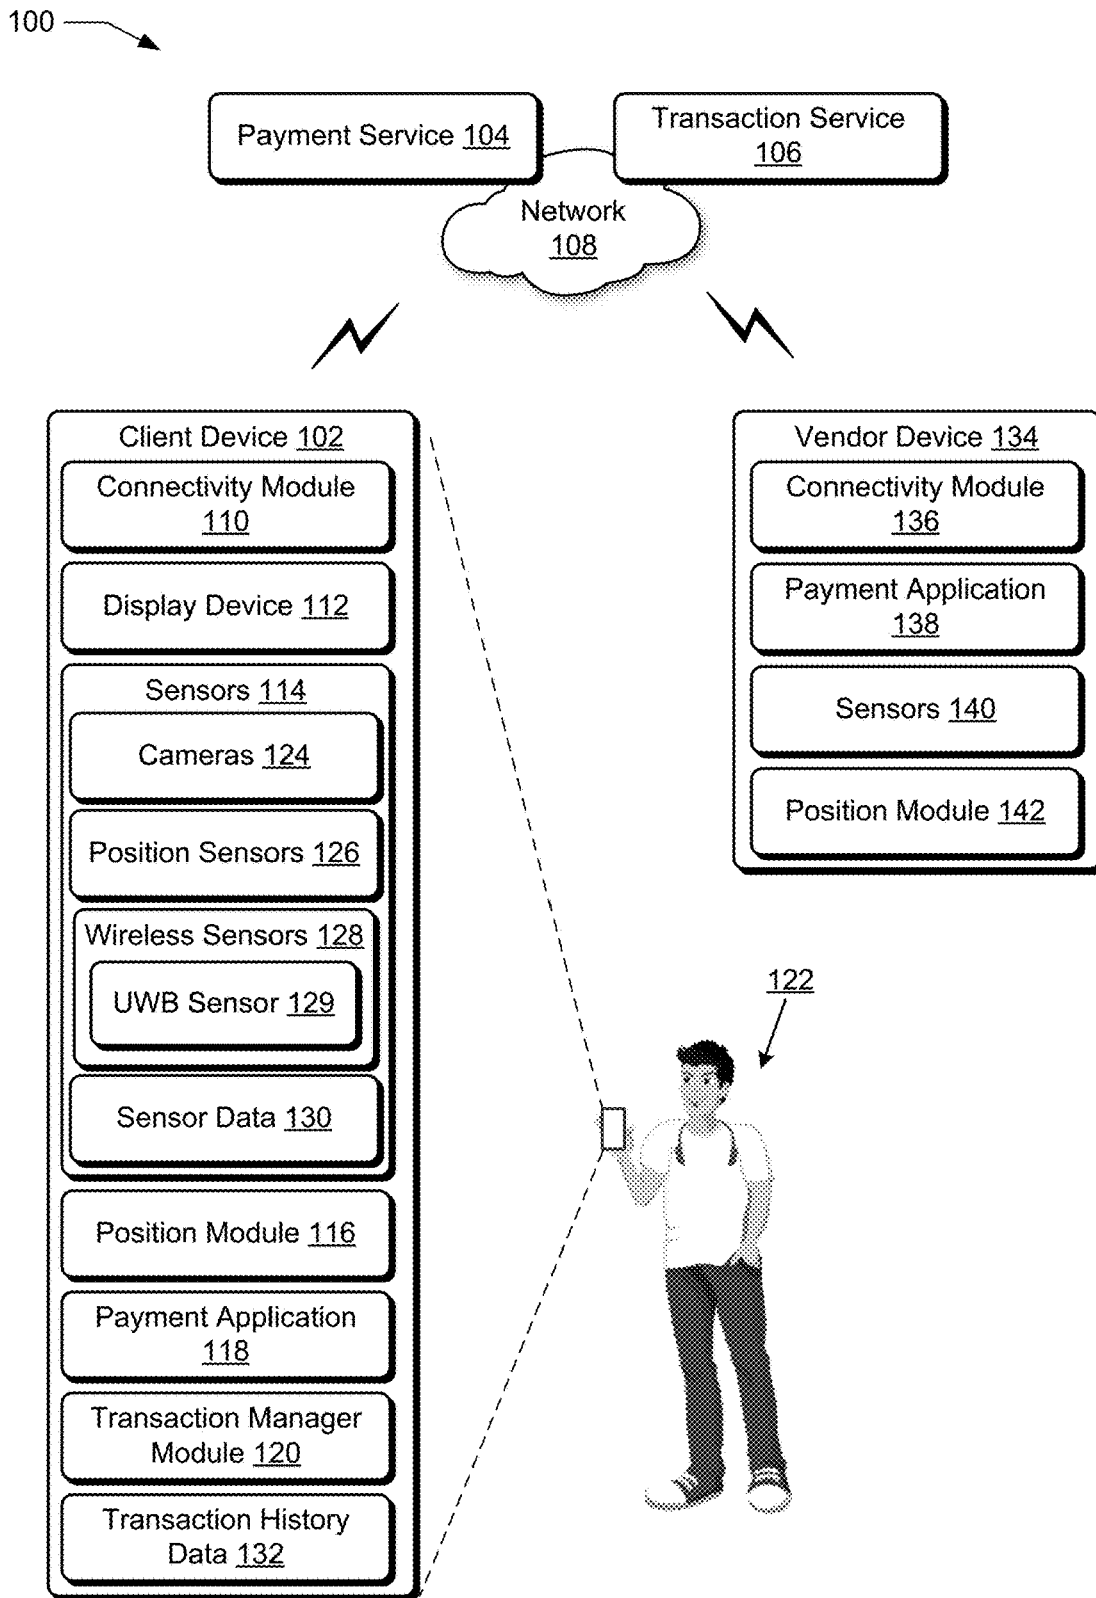 100
Payment Service 104
Transaction Service
106
Network
108
Client Device 102
Connectivity Module
110
Display Device 112
Sensors 114
Cameras 124
Position Sensors 126
Wireless Sensors 128
UWB Sensor 129
Sensor Data 130
Position Module 116
Payment Application
118
Transaction Manager
Module 120
Transaction History
Data 132
Vendor Device 134
Connectivity Module
136
Payment Application
138
Sensors 140
Position Module 142
122